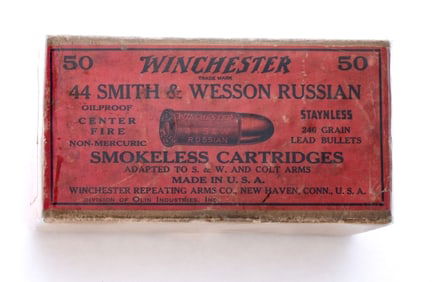 50 WINCHESTER 50
TRADE MARK
44 SMITH & WESSON RUSSIAN
OILPROOF
CENTER
FIRE
NON-MERCURIC
WINCHESTER
RUSSIAN
STAYNLESS
246 GRAIN
LEAD BULLETS
SMOKELESS CARTRIDGES
ADAPTED TO S. & W. AND COLT ARMS
MADE IN U. S. A.
WINCHESTER REPEATING ARMS CO., NEW HAVEN, CONN., U. S. A.
DIVISION OF OLIN INDUSTRIES, INC.